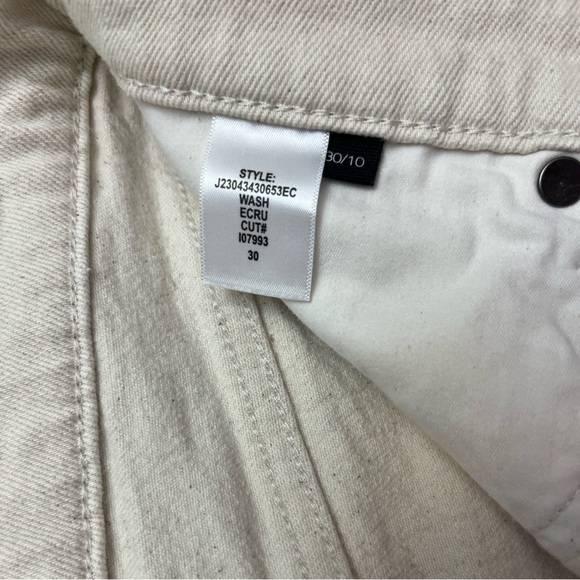 STYLE:
J23043430653EC
WASH
ECRU
CUT#
I07993
30
30/10